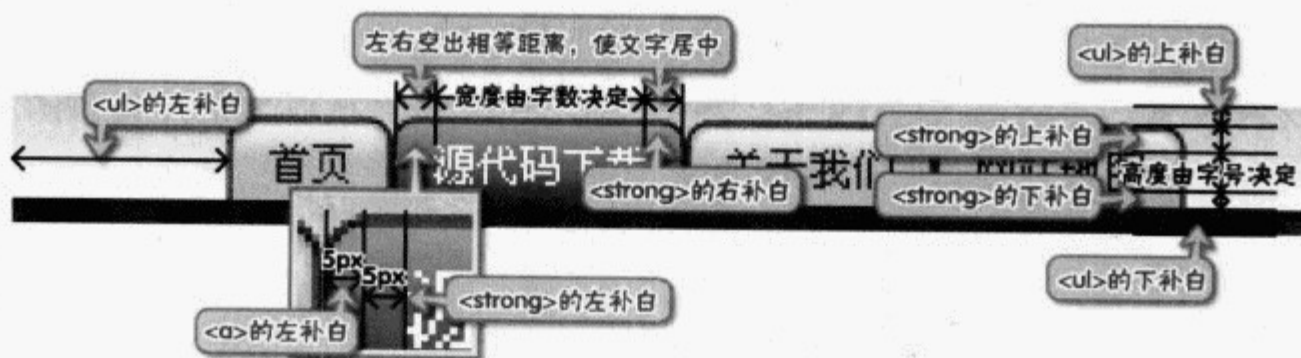 左右空出相等距离，使文字居中
<ul>的上补白
<ul>的左补白
宽度由字数决定
<strong>的上补白
首页
源代码下载
关于我们
高度由字号决定
<strong>的右补白
<strong>的下补白
5px
5px
<strong>的左补白
<ul>的下补白
<a>的左补白